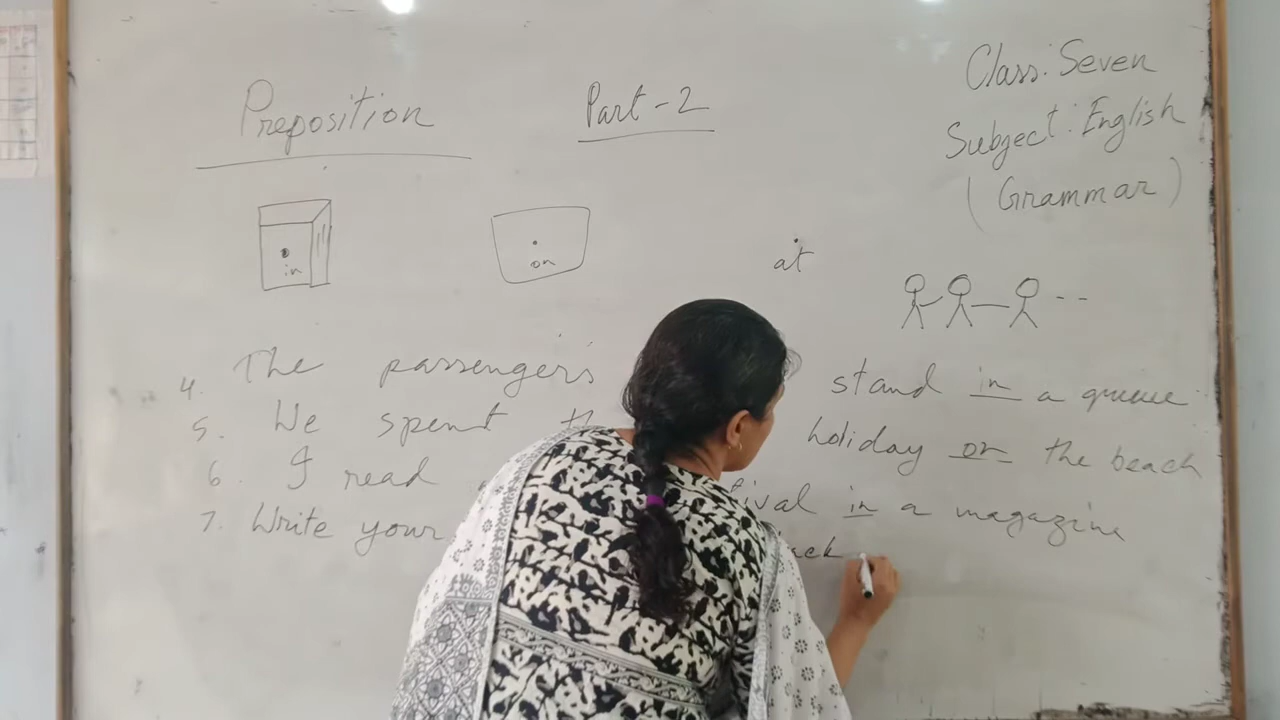 Preposition
Part - 2
Class: Seven
Subject: English
(Grammar)
in
on
at
4. The passengers stand in a queue
5. We spent holiday on the beach
6. I read in a magazine
7. Write your